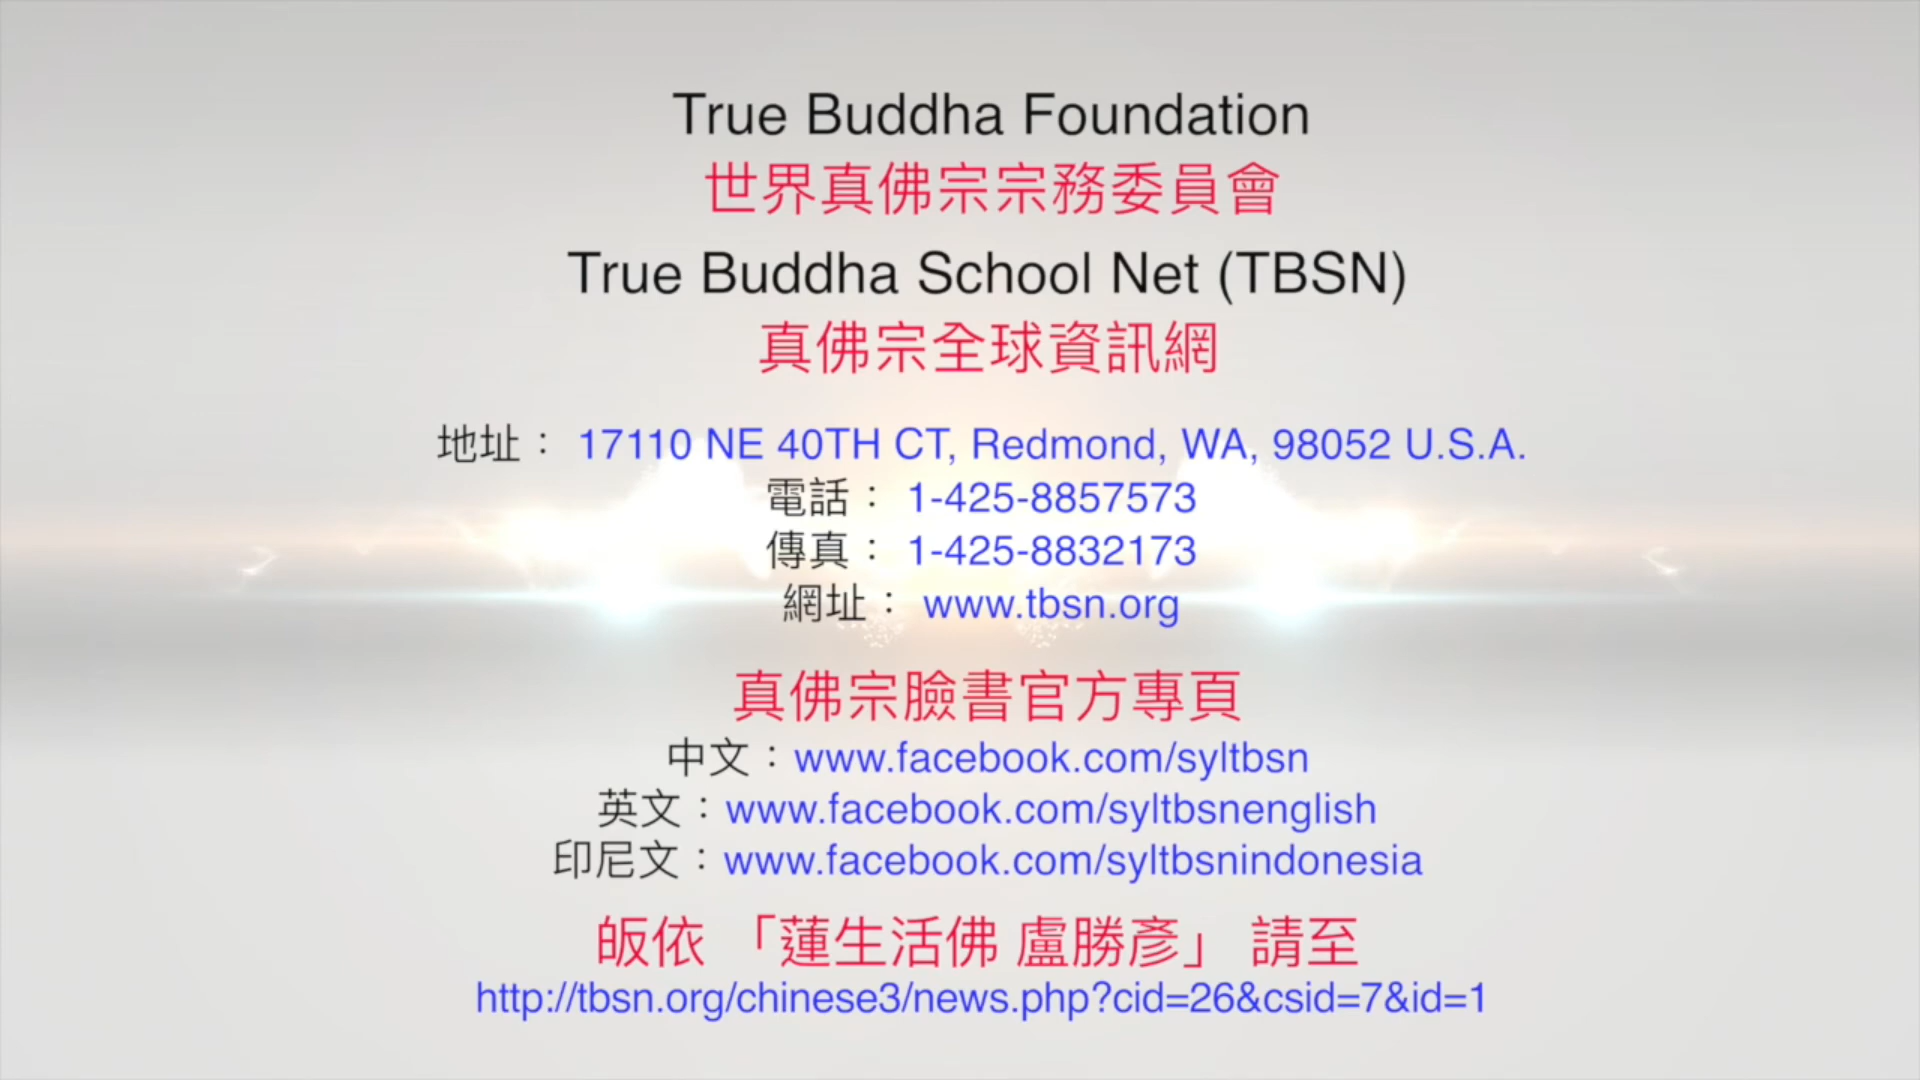 True Buddha Foundation
世界真佛宗宗務委員會
True Buddha School Net (TBSN)
真佛宗全球資訊網
地址： 17110 NE 40TH CT, Redmond, WA, 98052 U.S.A.
電話： 1-425-8857573
傳真： 1-425-8832173
網址： www.tbsn.org
真佛宗臉書官方專頁
中文：www.facebook.com/syltbsn
英文：www.facebook.com/syltbsnenglish
印尼文：www.facebook.com/syltbsnindonesia
皈依 「蓮生活佛 盧勝彥」 請至
http://tbsn.org/chinese3/news.php?cid=26&csid=7&id=1